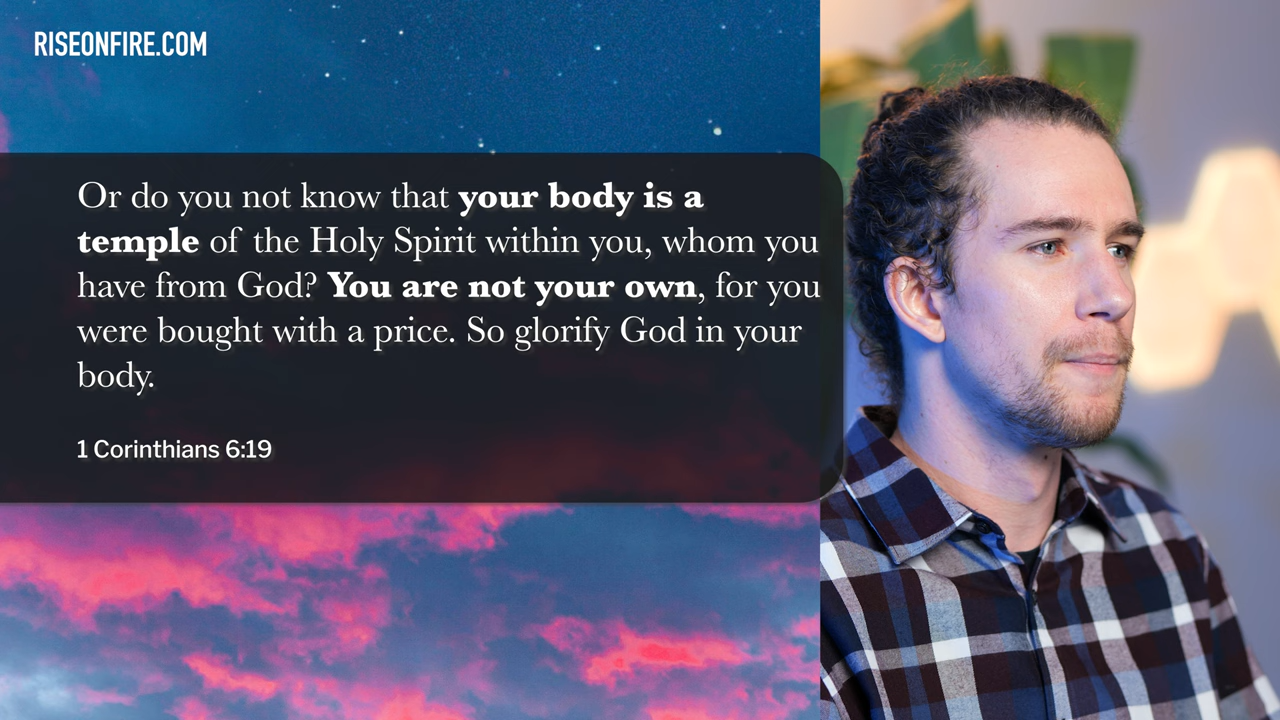 RISEONFIRE.COM
Or do you not know that your body is a
temple of the Holy Spirit within you, whom you
have from God? You are not your own, for you
were bought with a price. So glorify God in your
body.
1 Corinthians 6:19